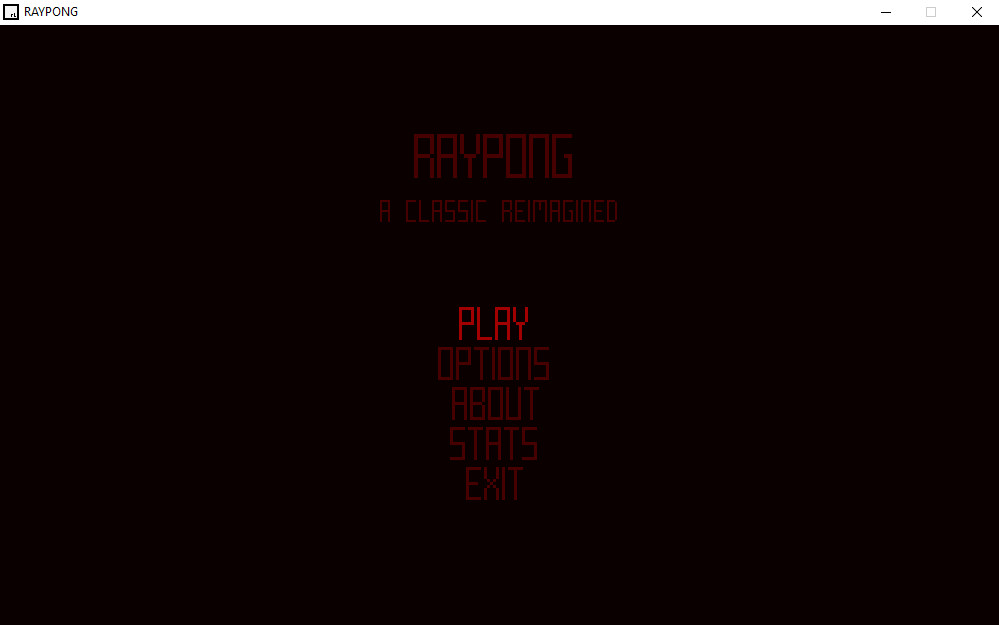 RAYPONG
RAYPONG
A CLASSIC REIMAGINED
PLAY
OPTIONS
ABOUT
STATS
EXIT